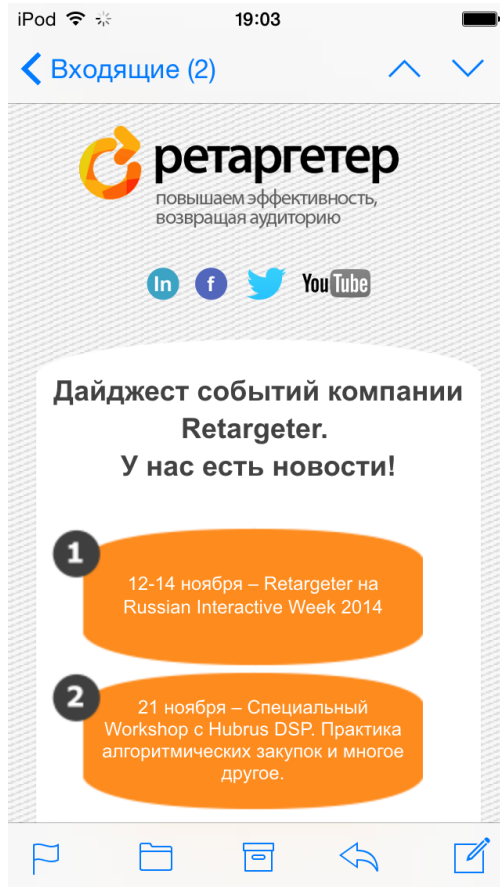 iPod 19:03
Входящие (2)
ретаргетер
повышаем эффективность,
возвращая аудиторию
In f You Tube
Дайджест событий компании
Retargeter.
У нас есть новости!
1
12-14 ноября – Retargeter на
Russian Interactive Week 2014
2
21 ноября – Специальный
Workshop с Hubrus DSP. Практика
алгоритмических закупок и многое
другое.